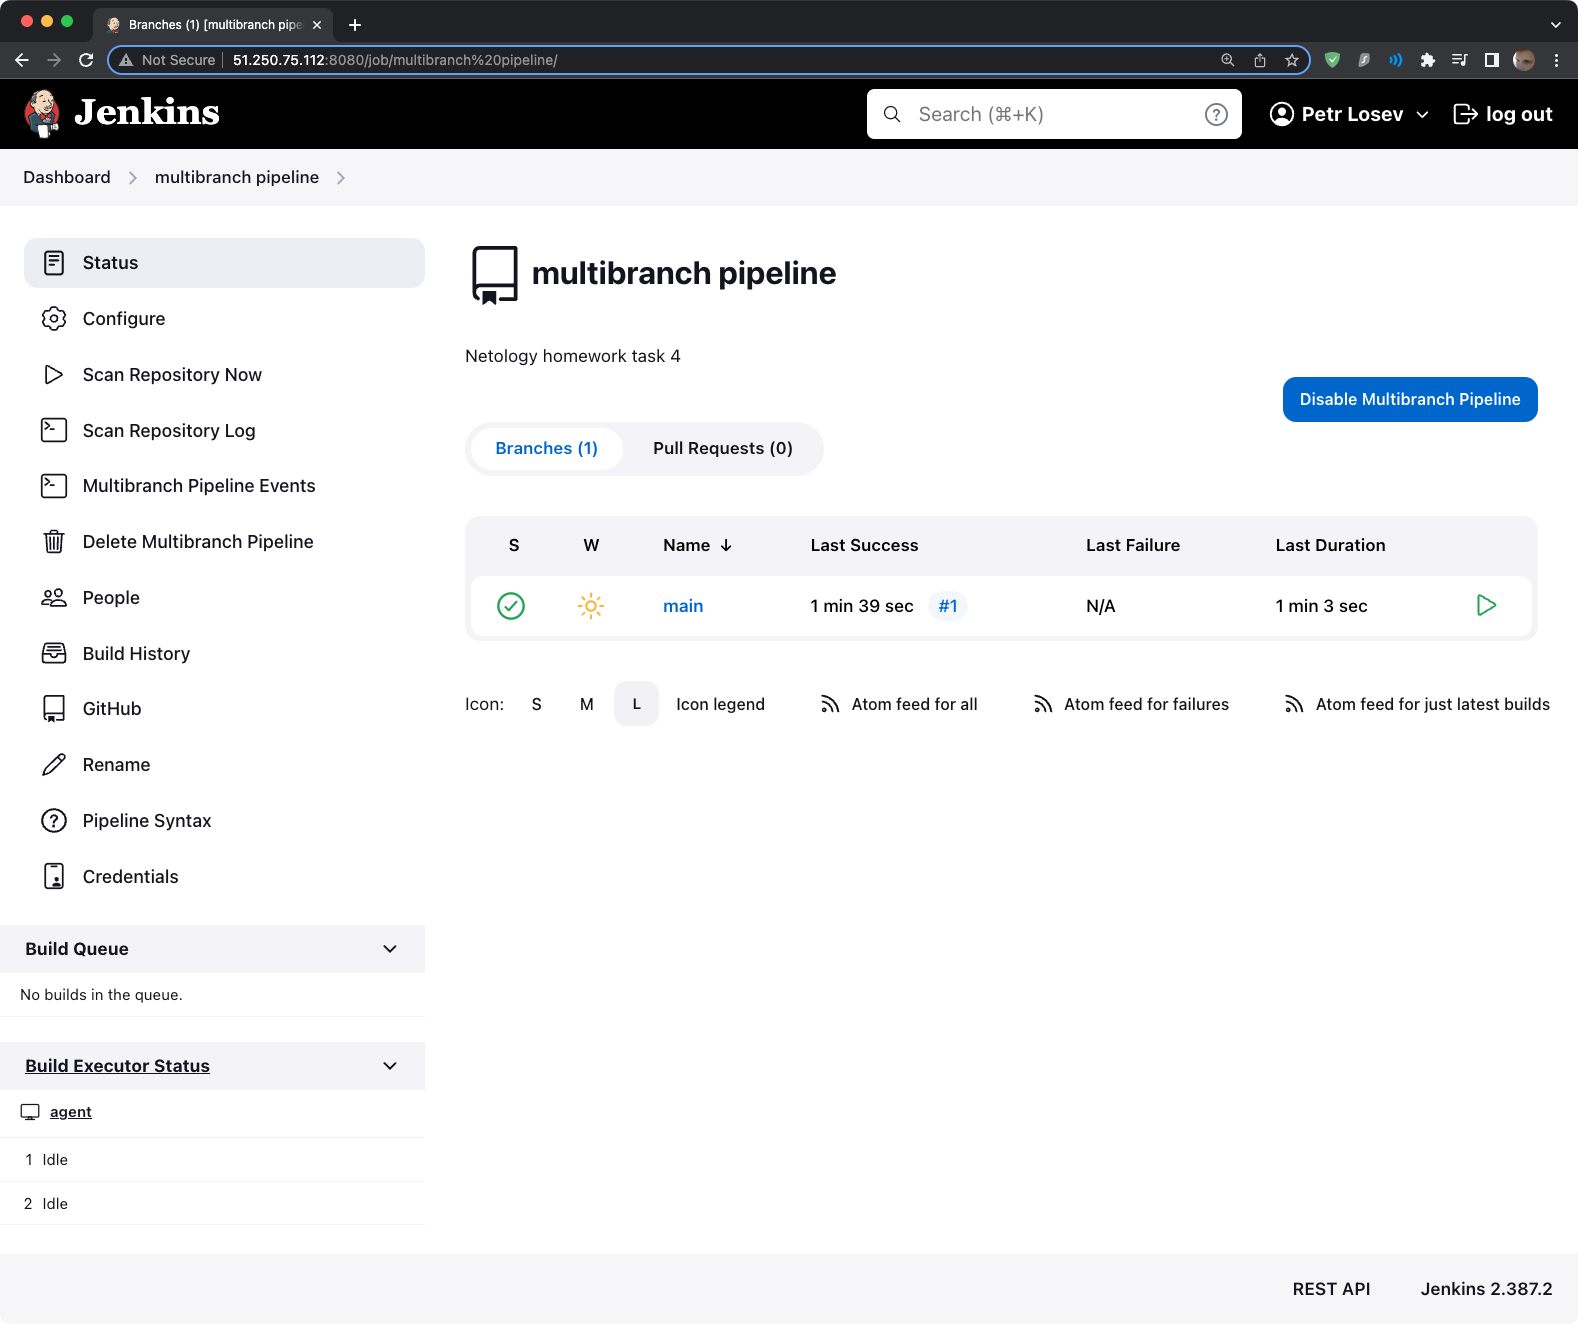 Branches (1) [multibranch pipe
Not Secure 51.250.75.112:8080/job/multibranch%20pipeline/
Jenkins
Search (⌘+K)
Petr Losev
log out
Dashboard
multibranch pipeline
Status
Configure
Scan Repository Now
Scan Repository Log
Multibranch Pipeline Events
Delete Multibranch Pipeline
People
Build History
GitHub
Rename
Pipeline Syntax
Credentials
Build Queue
No builds in the queue.
Build Executor Status
agent
1 Idle
2 Idle
multibranch pipeline
Netology homework task 4
Disable Multibranch Pipeline
Branches (1) Pull Requests (0)
S W Name ↓ Last Success Last Failure Last Duration
main 1 min 39 sec #1 N/A 1 min 3 sec
Icon: S M L Icon legend Atom feed for all Atom feed for failures Atom feed for just latest builds
REST API Jenkins 2.387.2